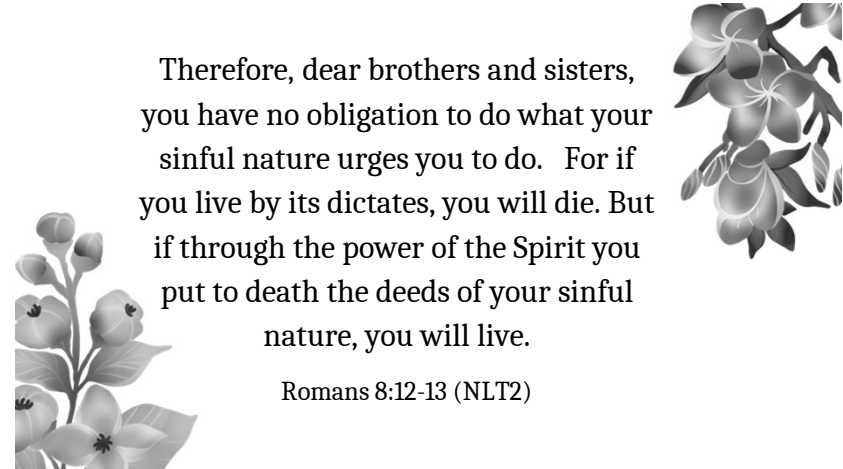 Therefore, dear brothers and sisters,
you have no obligation to do what your
sinful nature urges you to do.   For if
you live by its dictates, you will die. But
if through the power of the Spirit you
put to death the deeds of your sinful
nature, you will live.
Romans 8:12-13 (NLT2)